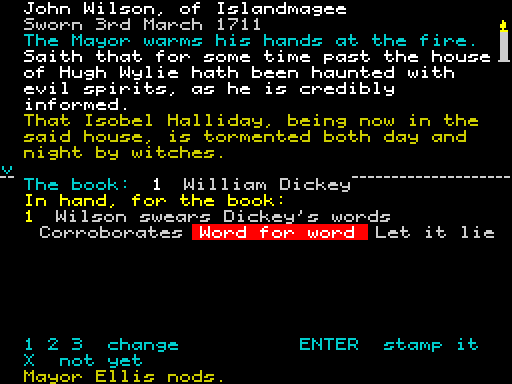 John Wilson, of Islandmagee
Sworn 3rd March 1711
The Mayor warms his hands at the fire.
Saith that for some time past the house
of Hugh Wylie hath been haunted with
evil spirits, as he is credibly
informed.
That Isobel Halliday, being now in the
said house, is tormented both day and
night by witches.
v
The book: 1 William Dickey
In hand, for the book:
1 Wilson swears Dickey's words
Corroborates Word for word Let it lie
1 2 3 change ENTER stamp it
X not yet
Mayor Ellis nods.